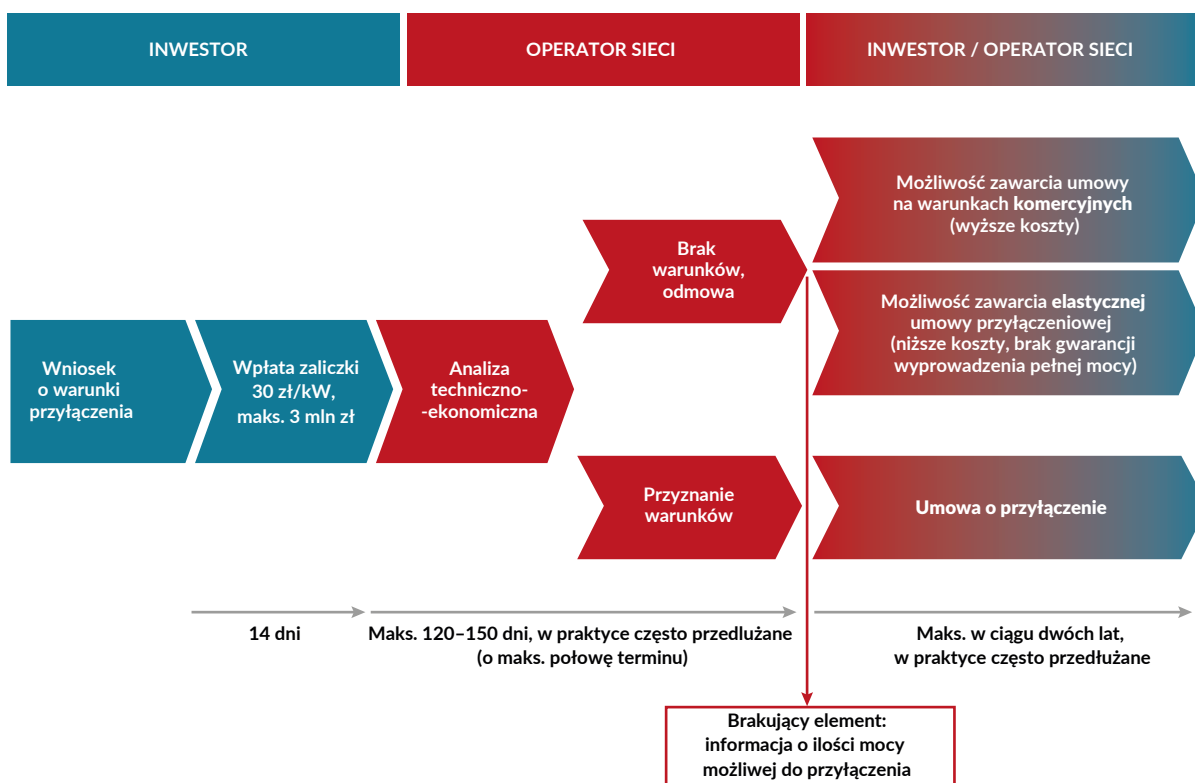 INWESTOR
OPERATOR SIECI
INWESTOR / OPERATOR SIECI
Możliwość zawarcia umowy
na warunkach komercyjnych
(wyższe koszty)
Brak
warunków,
odmowa
Możliwość zawarcia elastycznej
umowy przyłączeniowej
(niższe koszty, brak gwarancji
wyprowadzenia pełnej mocy)
Wniosek
o warunki
przyłączenia
Wpłata zaliczki
30 zł/kW,
maks. 3 mln zł
Analiza
techniczno-
-ekonomiczna
Przyznanie
warunków
Umowa o przyłączenie
14 dni
Maks. 120–150 dni, w praktyce często przedlużane
(o maks. połowę terminu)
Maks. w ciągu dwóch lat,
w praktyce często przedłużane
Brakujący element:
informacja o ilości mocy
możliwej do przyłączenia